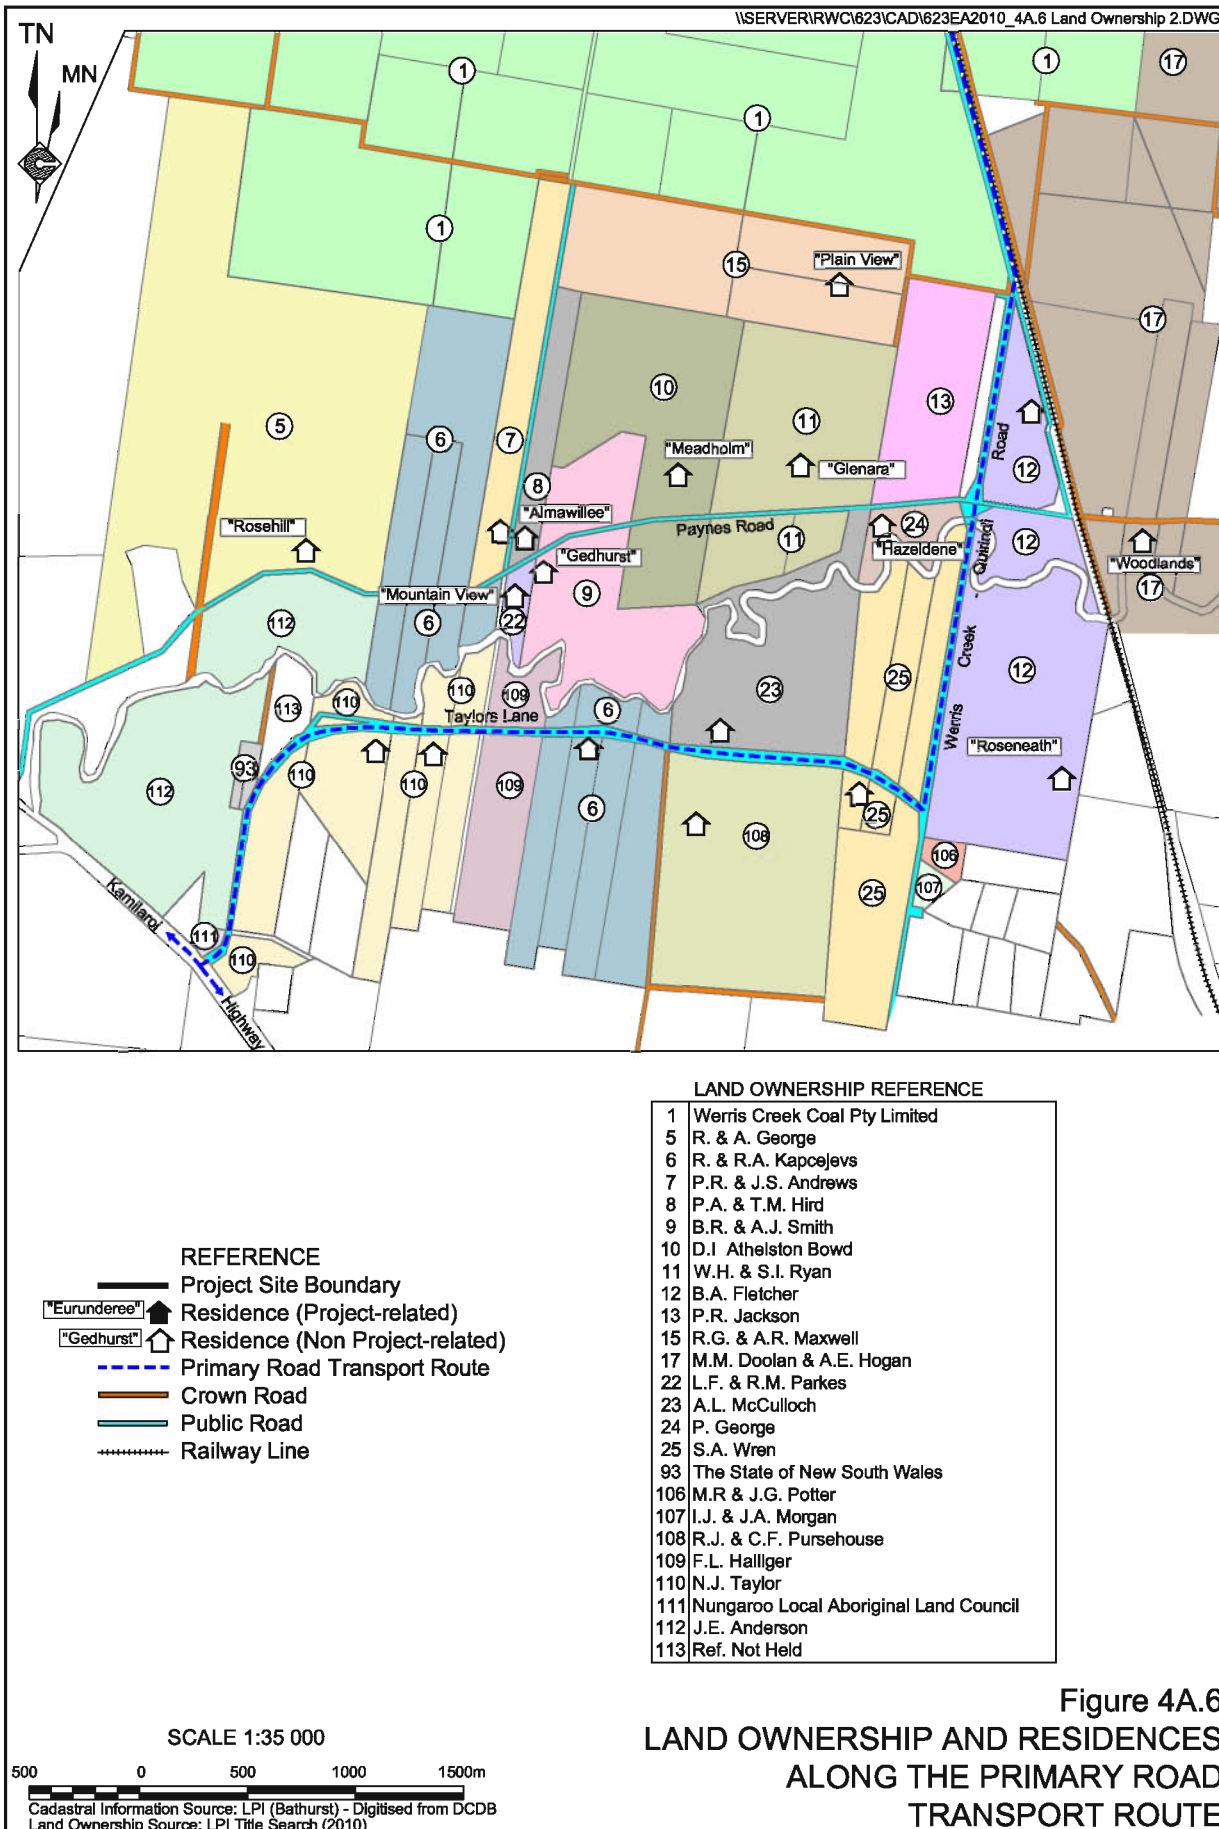 \\SERVER\RWC\623\CAD\623EA2010_4A.6 Land Ownership 2.DWG
TN
MN
1
1
17
1
1
15
"Plain View"
17
10
13
5
6
7
11
"Meadholm"
"Glenara"
12
8
"Rosehill"
"Almawillee"
Paynes Road
24
Road
11
"Hazeldene"
Quirindi
12
"Woodlands"
"Gedhurst"
17
"Mountain View"
9
112
6
22
-
Creek
12
25
23
113
110
110
109
6
Taylors Lane
Werris
"Roseneath"
93
112
110
110
109
6
25
108
106
107
25
Kamilaroi
111
110
Highway
LAND OWNERSHIP REFERENCE
1 Werris Creek Coal Pty Limited
5 R. & A. George
6 R. & R.A. Kapcejevs
7 P.R. & J.S. Andrews
8 P.A. & T.M. Hird
9 B.R. & A.J. Smith
10 D.I Athelston Bowd
11 W.H. & S.I. Ryan
12 B.A. Fletcher
13 P.R. Jackson
15 R.G. & A.R. Maxwell
17 M.M. Doolan & A.E. Hogan
22 L.F. & R.M. Parkes
23 A.L. McCulloch
24 P. George
25 S.A. Wren
93 The State of New South Wales
106 M.R & J.G. Potter
107 I.J. & J.A. Morgan
108 R.J. & C.F. Pursehouse
109 F.L. Halliger
110 N.J. Taylor
111 Nungaroo Local Aboriginal Land Council
112 J.E. Anderson
113 Ref. Not Held
REFERENCE
Project Site Boundary
"Eurunderee" Residence (Project-related)
"Gedhurst" Residence (Non Project-related)
Primary Road Transport Route
Crown Road
Public Road
Railway Line
Figure 4A.6
LAND OWNERSHIP AND RESIDENCES
ALONG THE PRIMARY ROAD
TRANSPORT ROUTE
SCALE 1:35 000
500 0 500 1000 1500m
Cadastral Information Source: LPI (Bathurst) - Digitised from DCDB
Land Ownership Source: LPI Title Search (2010)